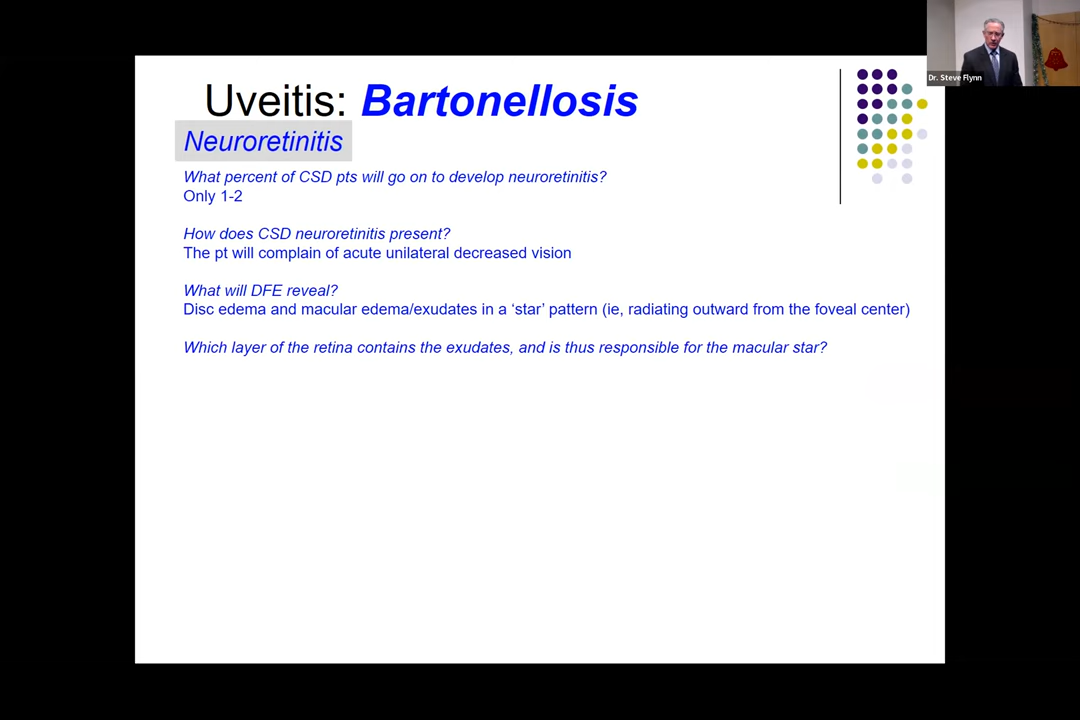 Dr. Steve Flynn
Uveitis: Bartonellosis
Neuroretinitis
What percent of CSD pts will go on to develop neuroretinitis?
Only 1-2
How does CSD neuroretinitis present?
The pt will complain of acute unilateral decreased vision
What will DFE reveal?
Disc edema and macular edema/exudates in a ‘star’ pattern (ie, radiating outward from the foveal center)
Which layer of the retina contains the exudates, and is thus responsible for the macular star?